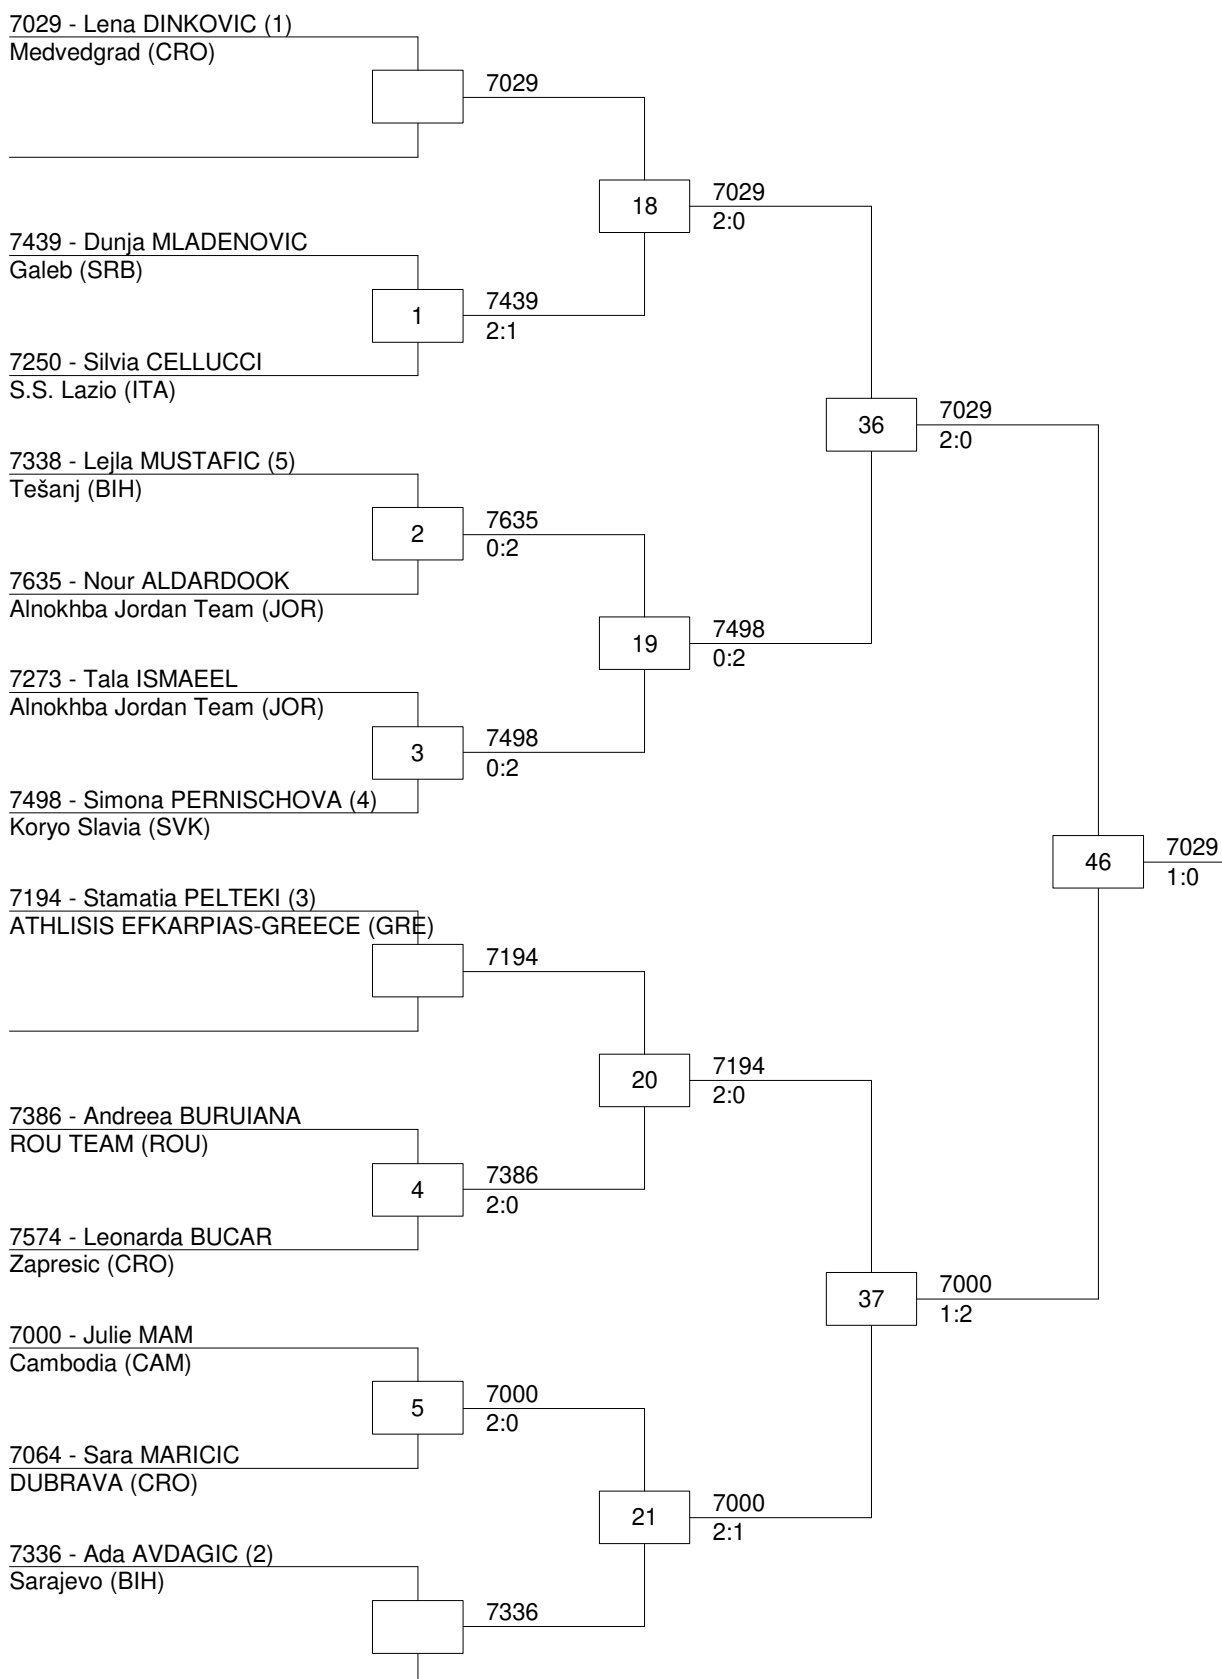 7029 - Lena DINKOVIC (1)
Medvedgrad (CRO)
7029
18
7029
2:0
7439 - Dunja MLADENOVIC
Galeb (SRB)
1
7439
2:1
7250 - Silvia CELLUCCI
S.S. Lazio (ITA)
36
7029
2:0
7338 - Lejla MUSTAFIC (5)
Tešanj (BIH)
2
7635
0:2
7635 - Nour ALDARDOOK
Alnokhba Jordan Team (JOR)
19
7498
0:2
7273 - Tala ISMAEEL
Alnokhba Jordan Team (JOR)
3
7498
0:2
7498 - Simona PERNISCHOVA (4)
Koryo Slavia (SVK)
46
7029
1:0
7194 - Stamatia PELTEKI (3)
ATHLISIS EFKARPIAS-GREECE (GRE)
7194
20
7194
2:0
7386 - Andreea BURUIANA
ROU TEAM (ROU)
4
7386
2:0
7574 - Leonarda BUCAR
Zapresic (CRO)
37
7000
1:2
7000 - Julie MAM
Cambodia (CAM)
5
7000
2:0
7064 - Sara MARICIC
DUBRAVA (CRO)
21
7000
2:1
7336 - Ada AVDAGIC (2)
Sarajevo (BIH)
7336